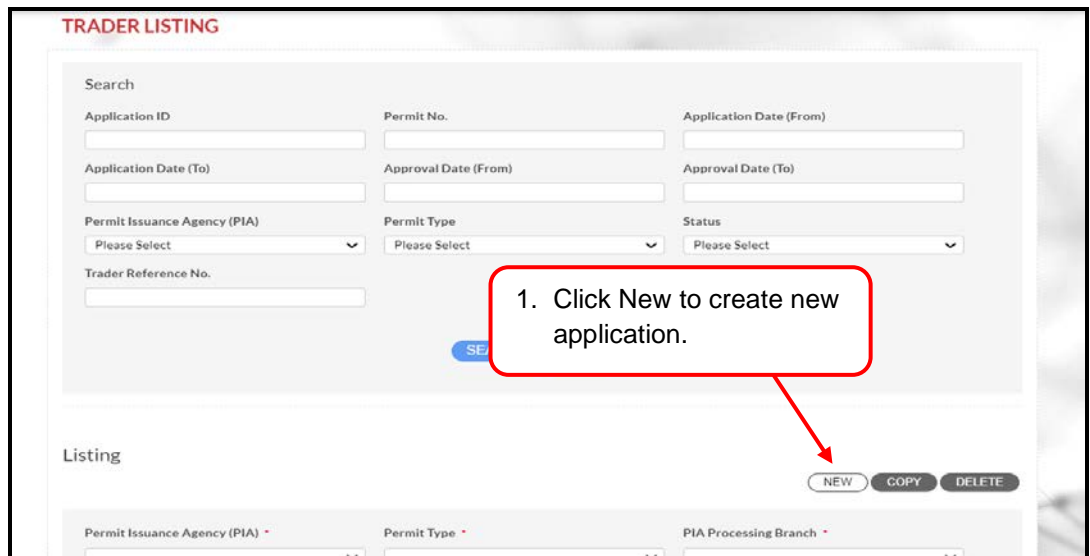 TRADER LISTING
Search
Application ID Permit No. Application Date (From)
Application Date (To) Approval Date (From) Approval Date (To)
Permit Issuance Agency (PIA) Permit Type Status
Please Select Please Select Please Select
Trader Reference No.
1. Click New to create new
application.
Listing
NEW COPY DELETE
Permit Issuance Agency (PIA) * Permit Type * PIA Processing Branch *